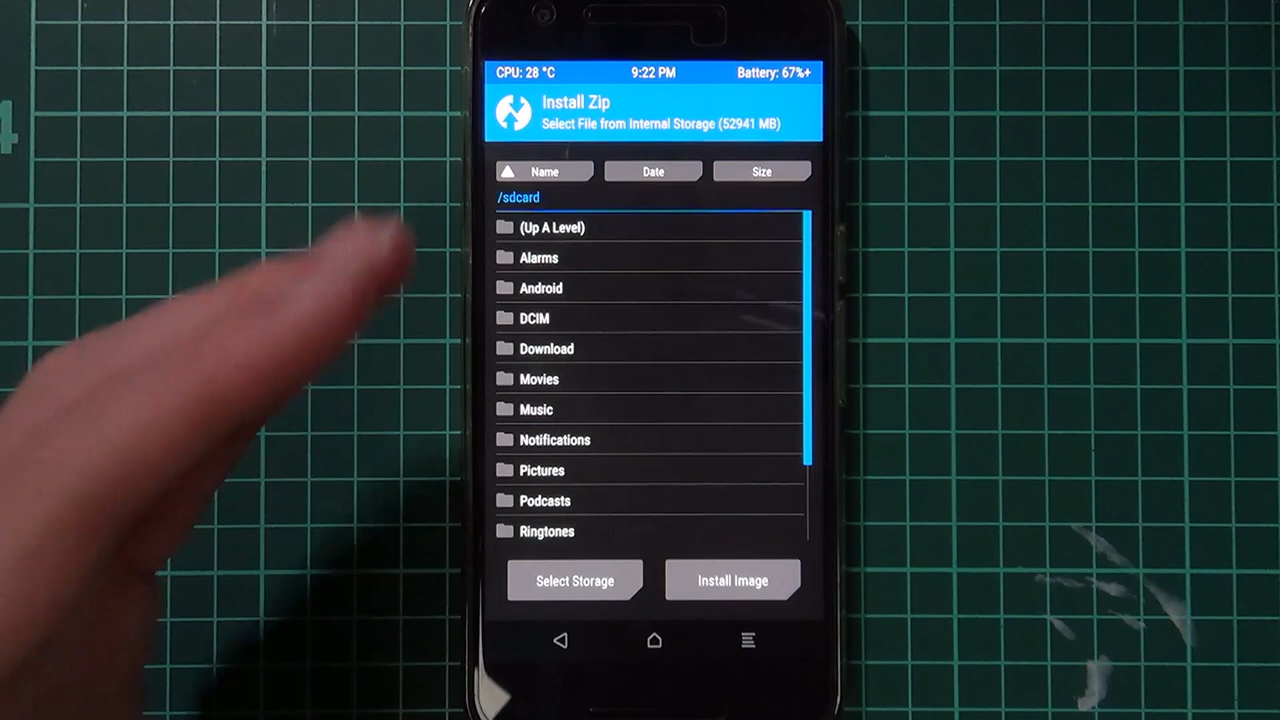 CPU: 28 °C 9:22 PM Battery: 67%+
Install Zip
Select File from Internal Storage (52941 MB)
Name Date Size
/sdcard
(Up A Level)
Alarms
Android
DCIM
Download
Movies
Music
Notifications
Pictures
Podcasts
Ringtones
Select Storage Install Image
4